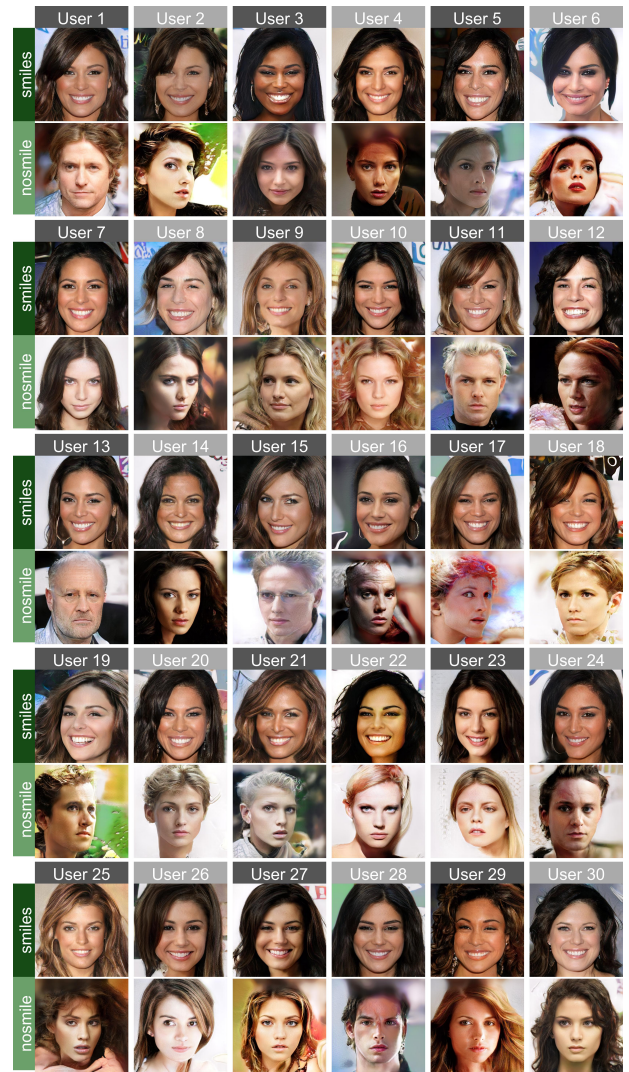 User 1 User 2 User 3 User 4 User 5 User 6
smiles
nosmile
User 7 User 8 User 9 User 10 User 11 User 12
smiles
nosmile
User 13 User 14 User 15 User 16 User 17 User 18
smiles
nosmile
User 19 User 20 User 21 User 22 User 23 User 24
smiles
nosmile
User 25 User 26 User 27 User 28 User 29 User 30
smiles
nosmile